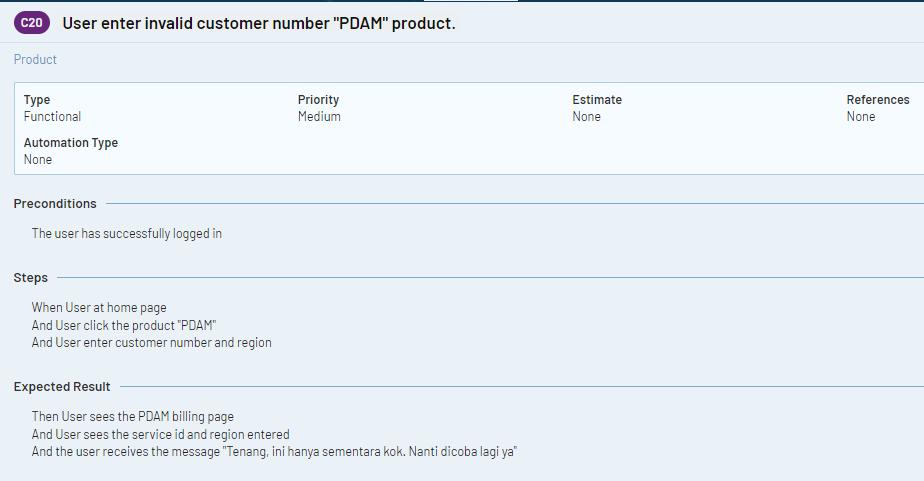 C20 User enter invalid customer number "PDAM" product.
Product
Type Priority Estimate References
Functional Medium None None
Automation Type
None
Preconditions
The user has successfully logged in
Steps
When User at home page
And User click the product "PDAM"
And User enter customer number and region
Expected Result
Then User sees the PDAM billing page
And User sees the service id and region entered
And the user receives the message "Tenang, ini hanya sementara kok. Nanti dicoba lagi ya"